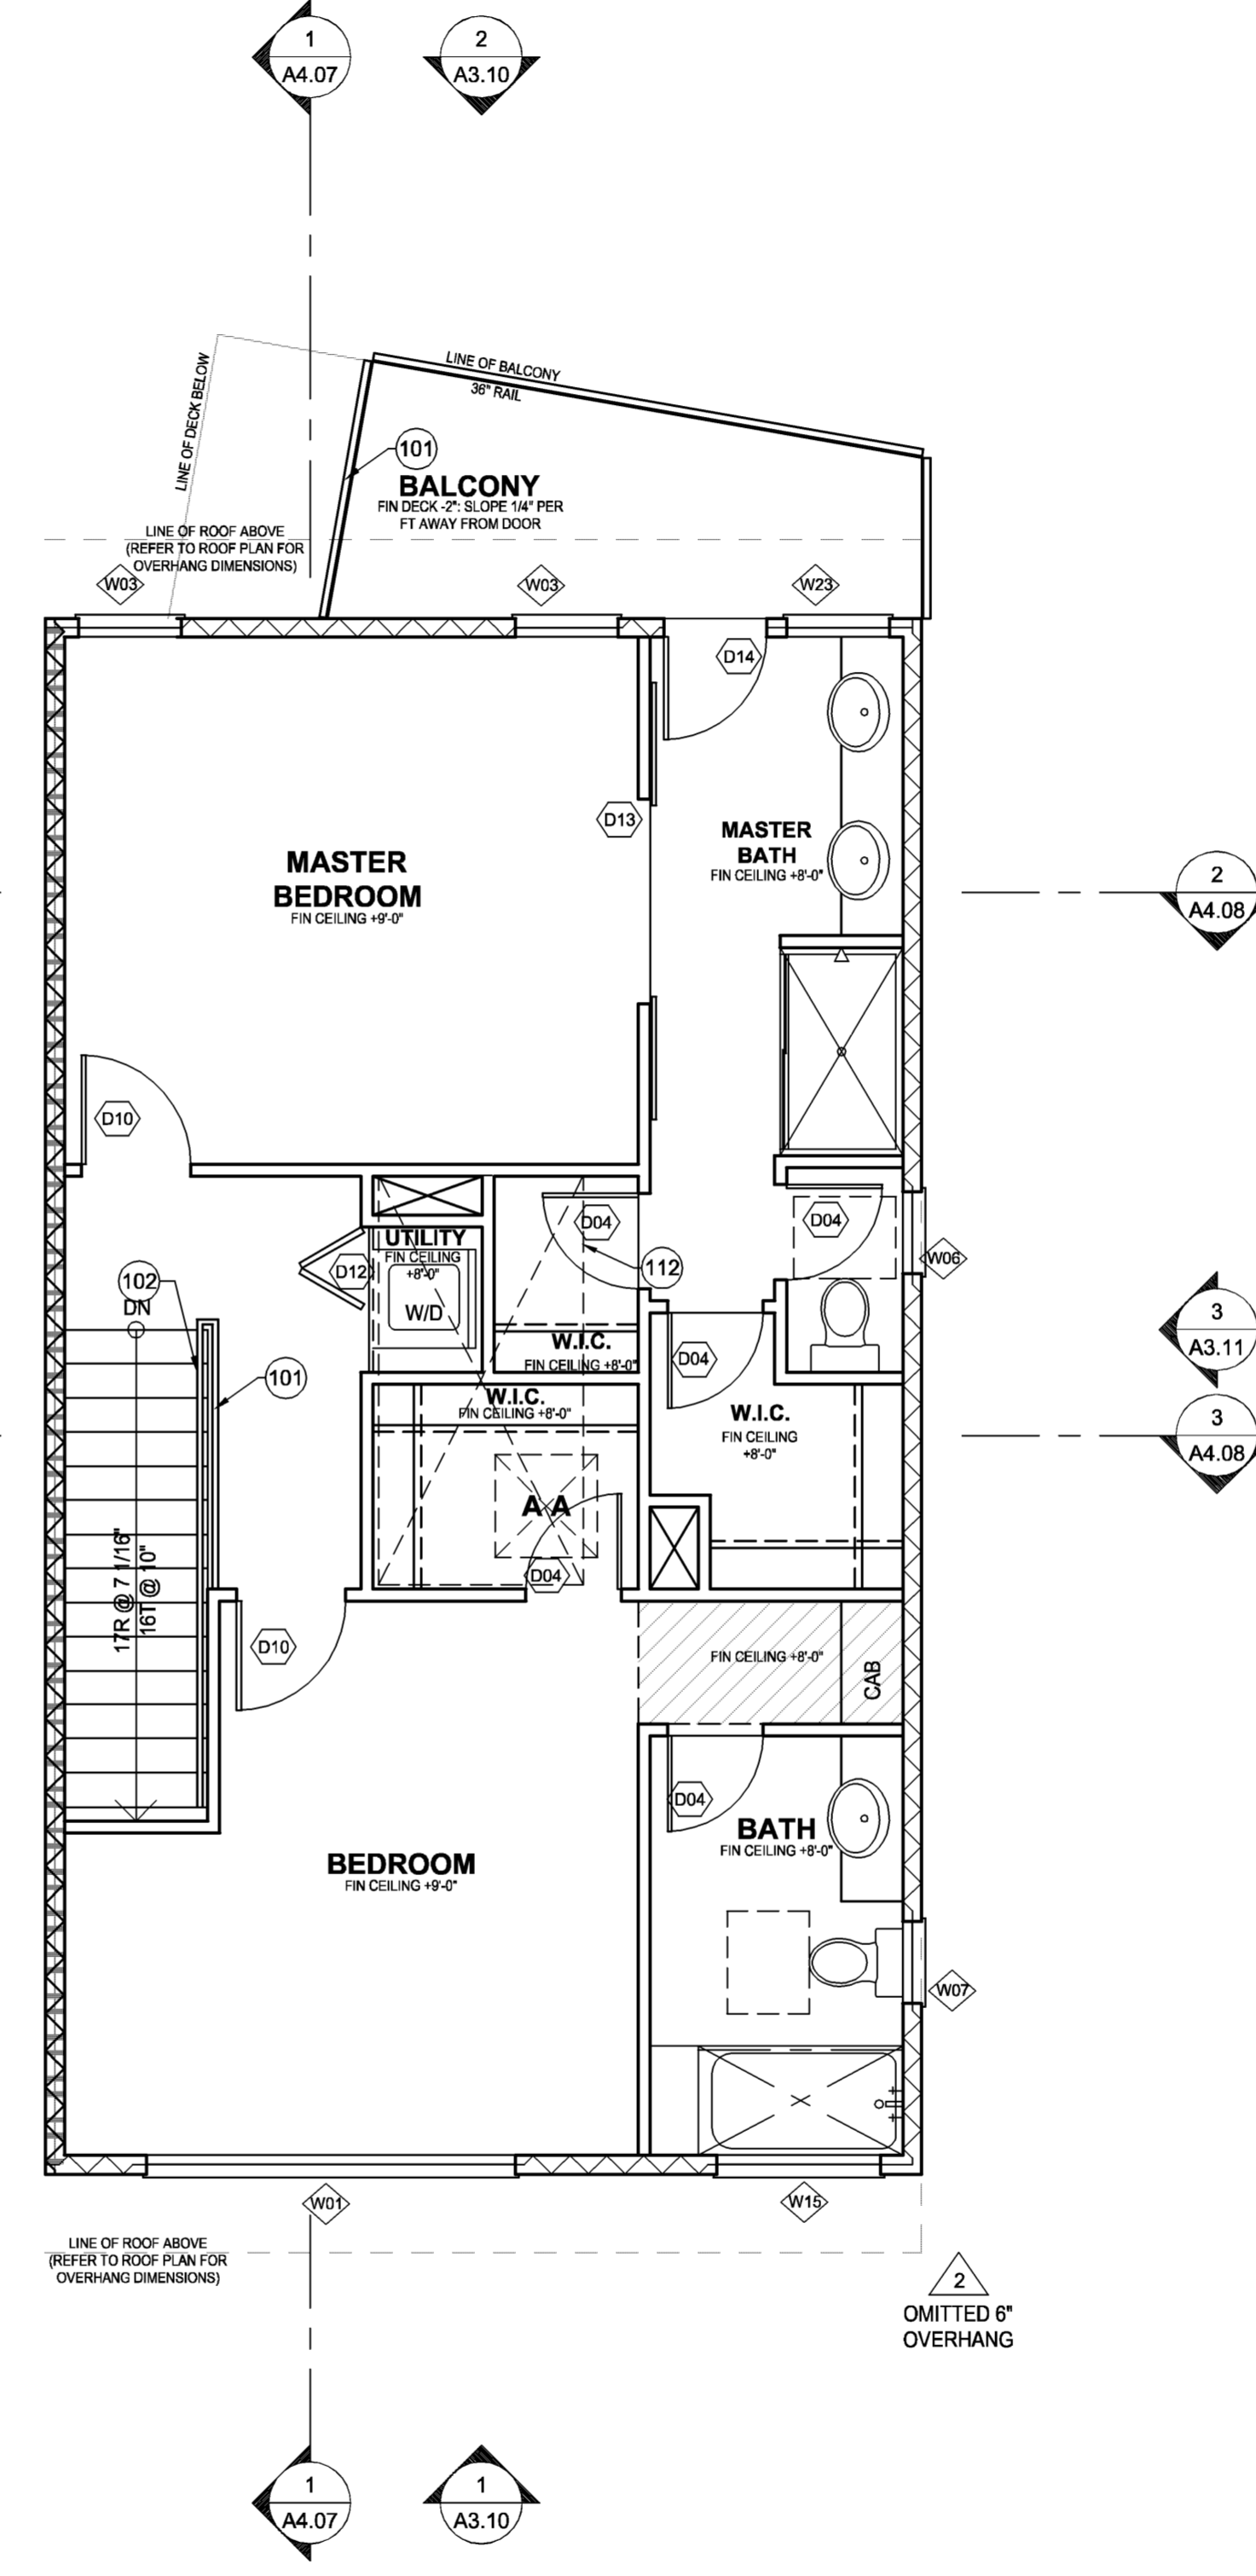 1
A4.07
2
A3.10
LINE OF BALCONY
36" RAIL
LINE OF DECK BELOW
101
BALCONY
FIN DECK -2": SLOPE 1/4" PER
FT AWAY FROM DOOR
LINE OF ROOF ABOVE
(REFER TO ROOF PLAN FOR
OVERHANG DIMENSIONS)
W03
W03
W23
D14
D13
MASTER
BATH
FIN CEILING +8'-0"
MASTER
BEDROOM
FIN CEILING +9'-0"
2
A4.08
D10
D04
D04
UTILITY
FIN CEILING
+8'-0"
D12
W/D
112
W06
102
DN
3
A3.11
W.I.C.
FIN CEILING +8'-0"
D04
101
W.I.C.
FIN CEILING +8'-0"
W.I.C.
FIN CEILING
+8'-0"
3
A4.08
A A
17R @ 7 1/16"
16T @ 10"
D04
D10
FIN CEILING +8'-0"
CAB
D04
BATH
FIN CEILING +8'-0"
BEDROOM
FIN CEILING +9'-0"
W07
W01
W15
LINE OF ROOF ABOVE
(REFER TO ROOF PLAN FOR
OVERHANG DIMENSIONS)
2
OMITTED 6"
OVERHANG
1
A4.07
1
A3.10